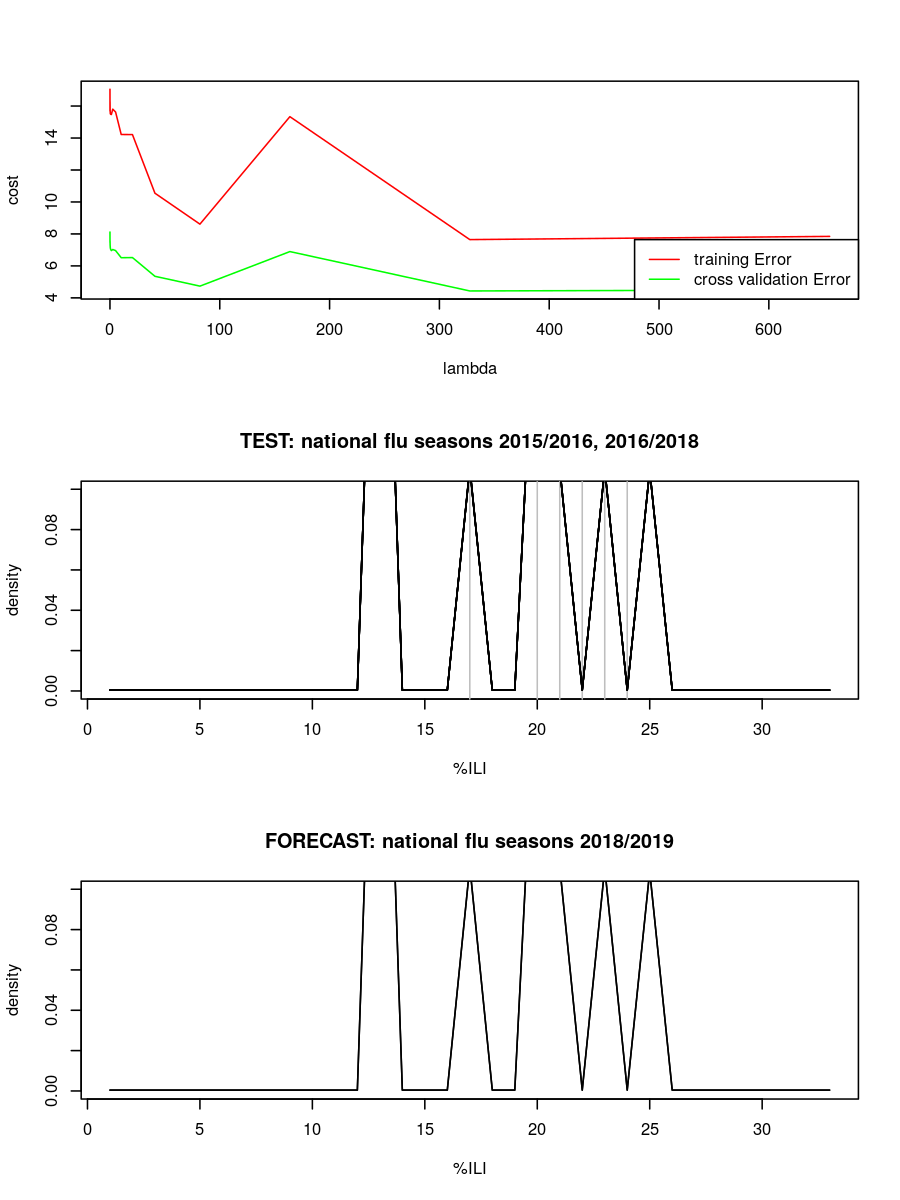 cost
14
10
8
6
4
training Error
cross validation Error
0 100 200 300 400 500 600
lambda
TEST: national flu seasons 2015/2016, 2016/2018
density
0.08
0.04
0.00
0 5 10 15 20 25 30
%ILI
FORECAST: national flu seasons 2018/2019
density
0.08
0.04
0.00
0 5 10 15 20 25 30
%ILI